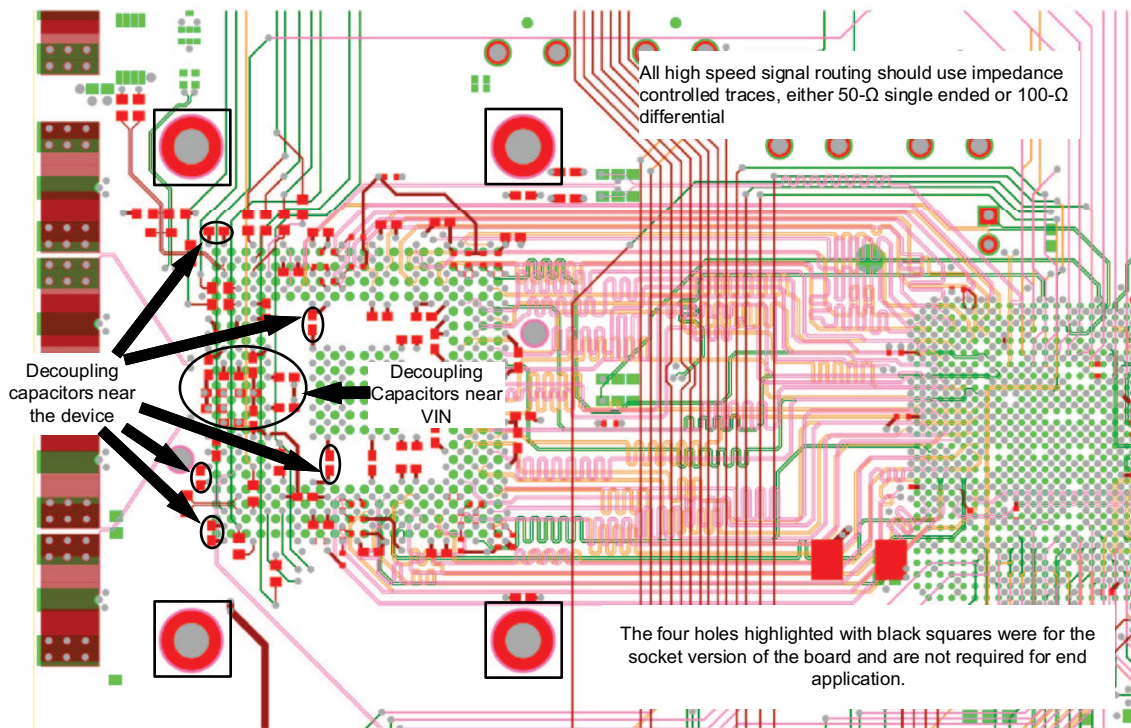 All high speed signal routing should use impedance
controlled traces, either 50-Ω single ended or 100-Ω
differential
Decoupling
capacitors near
the device
Decoupling
Capacitors near
VIN
The four holes highlighted with black squares were for the
socket version of the board and are not required for end
application.